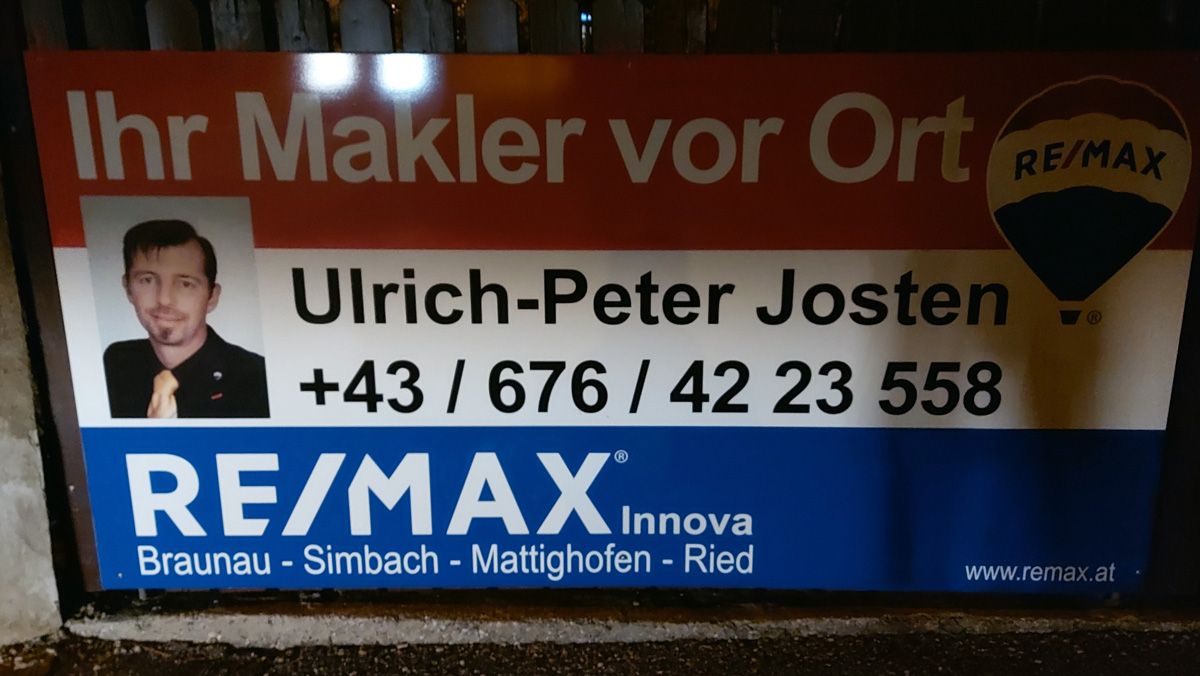 Ihr Makler vor Ort
RE/MAX
®
Ulrich-Peter Josten
+43 / 676 / 42 23 558
RE/MAX® Innova
Braunau - Simbach - Mattighofen - Ried
www.remax.at